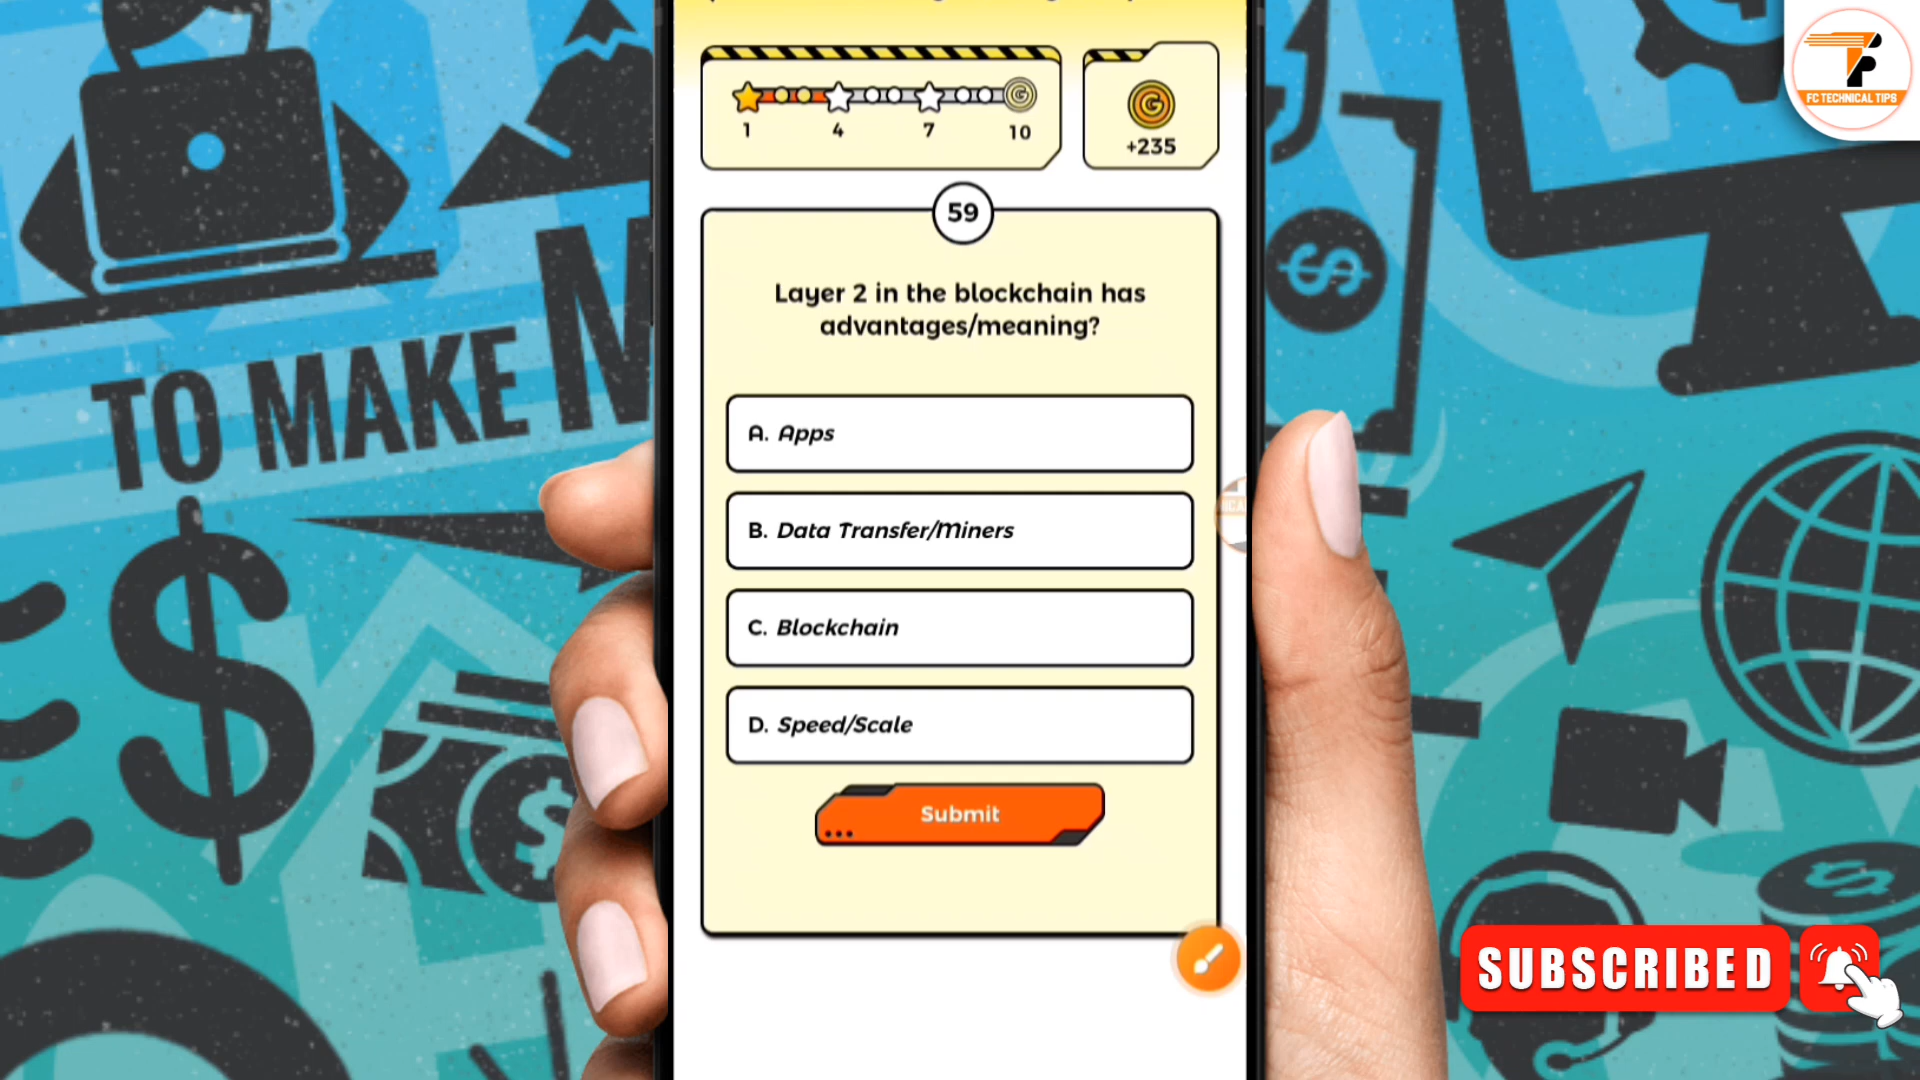 FC TECHNICAL TIPS
TO MAKE M
1
4
7
10
G
G
+235
59
Layer 2 in the blockchain has
advantages/meaning?
A. Apps
B. Data Transfer/Miners
C. Blockchain
D. Speed/Scale
Submit
$
$
$
$
SUBSCRIBED